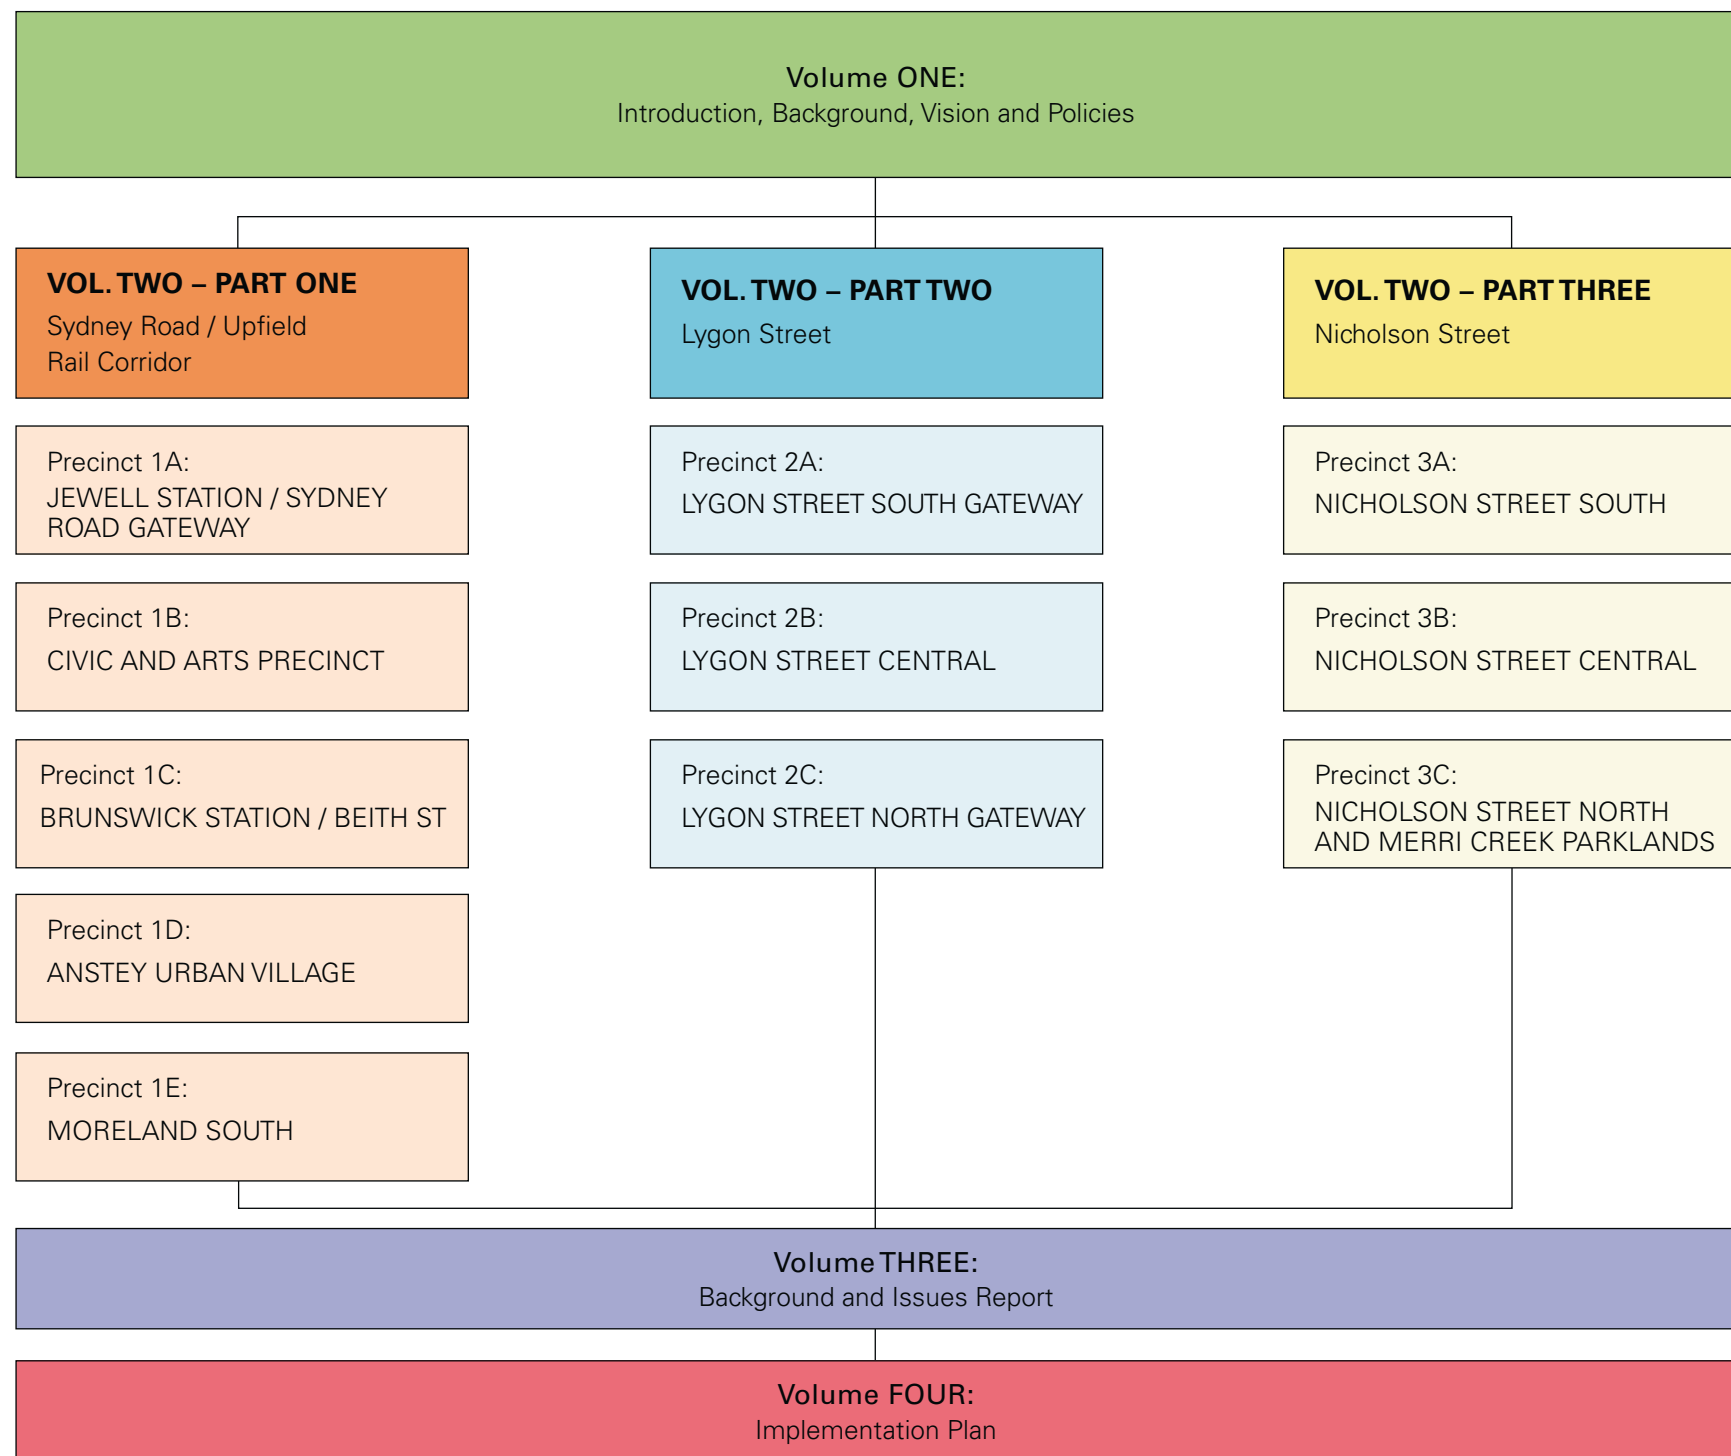 Volume ONE:
Introduction, Background, Vision and Policies
VOL. TWO – PART ONE
Sydney Road / Upfield
Rail Corridor
Precinct 1A:
JEWELL STATION / SYDNEY
ROAD GATEWAY
Precinct 1B:
CIVIC AND ARTS PRECINCT
Precinct 1C:
BRUNSWICK STATION / BEITH ST
Precinct 1D:
ANSTEY URBAN VILLAGE
Precinct 1E:
MORELAND SOUTH
VOL. TWO – PART TWO
Lygon Street
Precinct 2A:
LYGON STREET SOUTH GATEWAY
Precinct 2B:
LYGON STREET CENTRAL
Precinct 2C:
LYGON STREET NORTH GATEWAY
VOL. TWO – PART THREE
Nicholson Street
Precinct 3A:
NICHOLSON STREET SOUTH
Precinct 3B:
NICHOLSON STREET CENTRAL
Precinct 3C:
NICHOLSON STREET NORTH
AND MERRI CREEK PARKLANDS
Volume THREE:
Background and Issues Report
Volume FOUR:
Implementation Plan